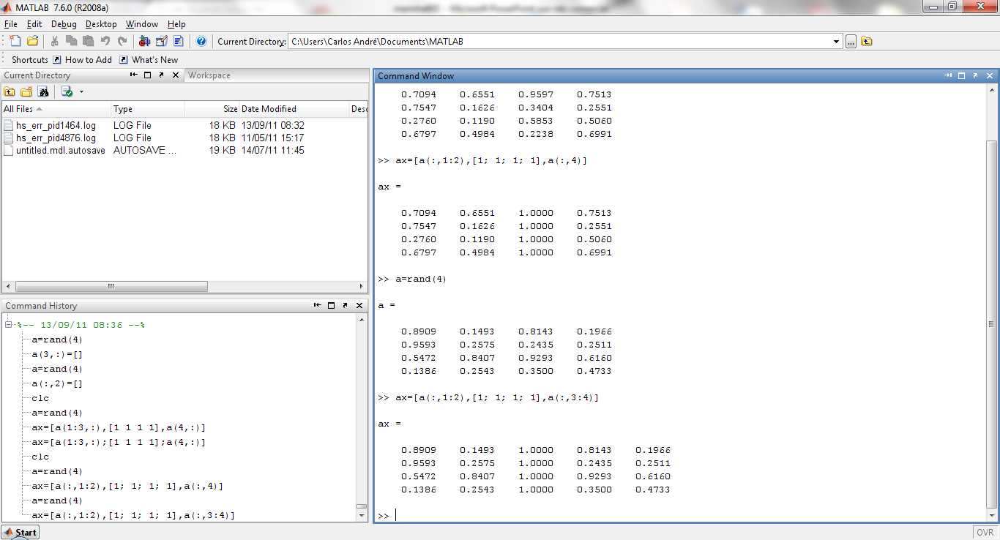 MATLAB 7.6.0 (R2008a)
File Edit Debug Desktop Window Help
Current Directory: C:\Users\Carlos André\Documents\MATLAB
Shortcuts How to Add What's New
Current Directory
Workspace
All Files Type Size Date Modified Desc
hs_err_pid1464.log LOG File 18 KB 13/09/11 08:32
hs_err_pid4876.log LOG File 18 KB 11/05/11 15:17
untitled.mdl.autosave AUTOSAVE ... 19 KB 14/07/11 11:45
Command History
%-- 13/09/11 08:36 --%
a=rand(4)
a(3,:)=[]
a=rand(4)
a(:,2)=[]
clc
a=rand(4)
ax=[a(1:3,:),[1 1 1 1],a(4,:)]
ax=[a(1:3,:);[1 1 1 1];a(4,:)]
clc
a=rand(4)
ax=[a(:,1:2),[1; 1; 1; 1],a(:,4)]
a=rand(4)
ax=[a(:,1:2),[1; 1; 1; 1],a(:,3:4)]
Command Window
0.7094 0.6551 0.9597 0.7513
0.7547 0.1626 0.3404 0.2551
0.2760 0.1190 0.5853 0.5060
0.6797 0.4984 0.2238 0.6991
>> ax=[a(:,1:2),[1; 1; 1; 1],a(:,4)]
ax =
0.7094 0.6551 1.0000 0.7513
0.7547 0.1626 1.0000 0.2551
0.2760 0.1190 1.0000 0.5060
0.6797 0.4984 1.0000 0.6991
>> a=rand(4)
a =
0.8909 0.1493 0.8143 0.1966
0.9593 0.2575 0.2435 0.2511
0.5472 0.8407 0.9293 0.6160
0.1386 0.2543 0.3500 0.4733
>> ax=[a(:,1:2),[1; 1; 1; 1],a(:,3:4)]
ax =
0.8909 0.1493 1.0000 0.8143 0.1966
0.9593 0.2575 1.0000 0.2435 0.2511
0.5472 0.8407 1.0000 0.9293 0.6160
0.1386 0.2543 1.0000 0.3500 0.4733
>>
Start
OVR